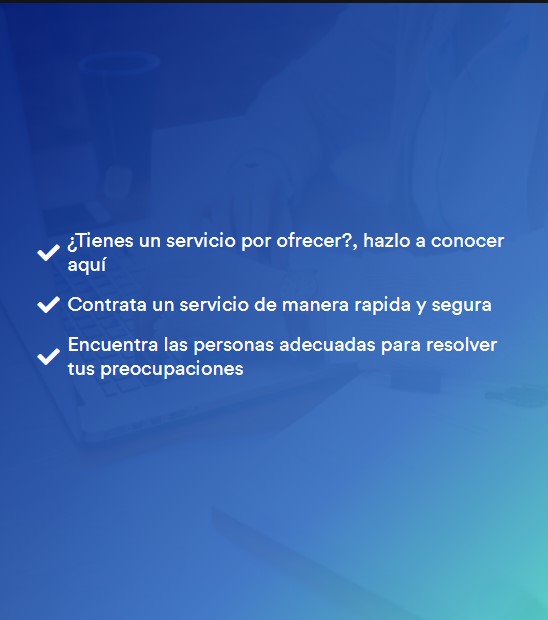 ¿Tienes un servicio por ofrecer?, hazlo a conocer
aquí
Contrata un servicio de manera rapida y segura
Encuentra las personas adecuadas para resolver
tus preocupaciones